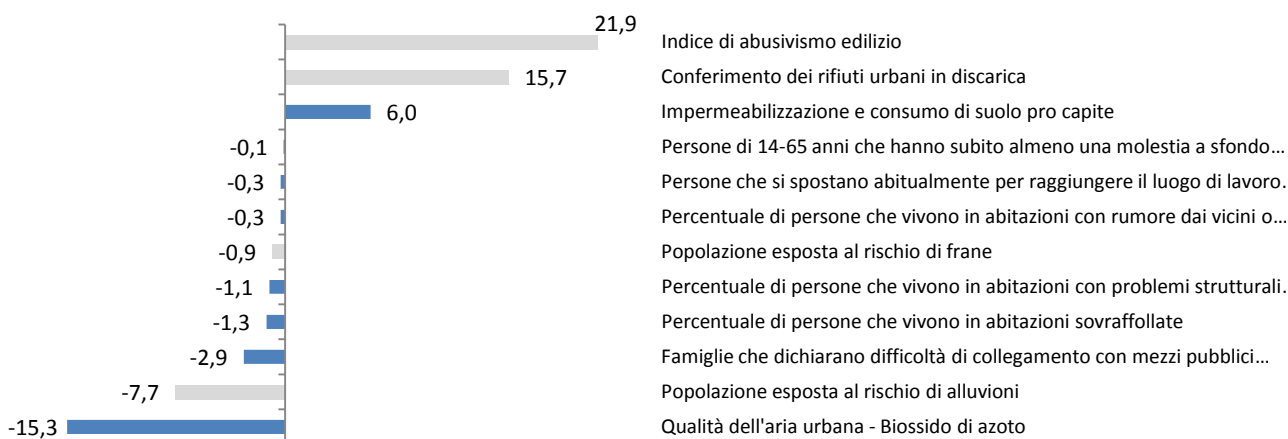 21,9 Indice di abusivismo edilizio
15,7 Conferimento dei rifiuti urbani in discarica
6,0 Impermeabilizzazione e consumo di suolo pro capite
-0,1 Persone di 14-65 anni che hanno subito almeno una molestia a sfondo…
-0,3 Persone che si spostano abitualmente per raggiungere il luogo di lavoro.
-0,3 Percentuale di persone che vivono in abitazioni con rumore dai vicini o…
-0,9 Popolazione esposta al rischio di frane
-1,1 Percentuale di persone che vivono in abitazioni con problemi strutturali.
-1,3 Percentuale di persone che vivono in abitazioni sovraffollate
-2,9 Famiglie che dichiarano difficoltà di collegamento con mezzi pubblici…
-7,7 Popolazione esposta al rischio di alluvioni
-15,3 Qualità dell'aria urbana - Biossido di azoto